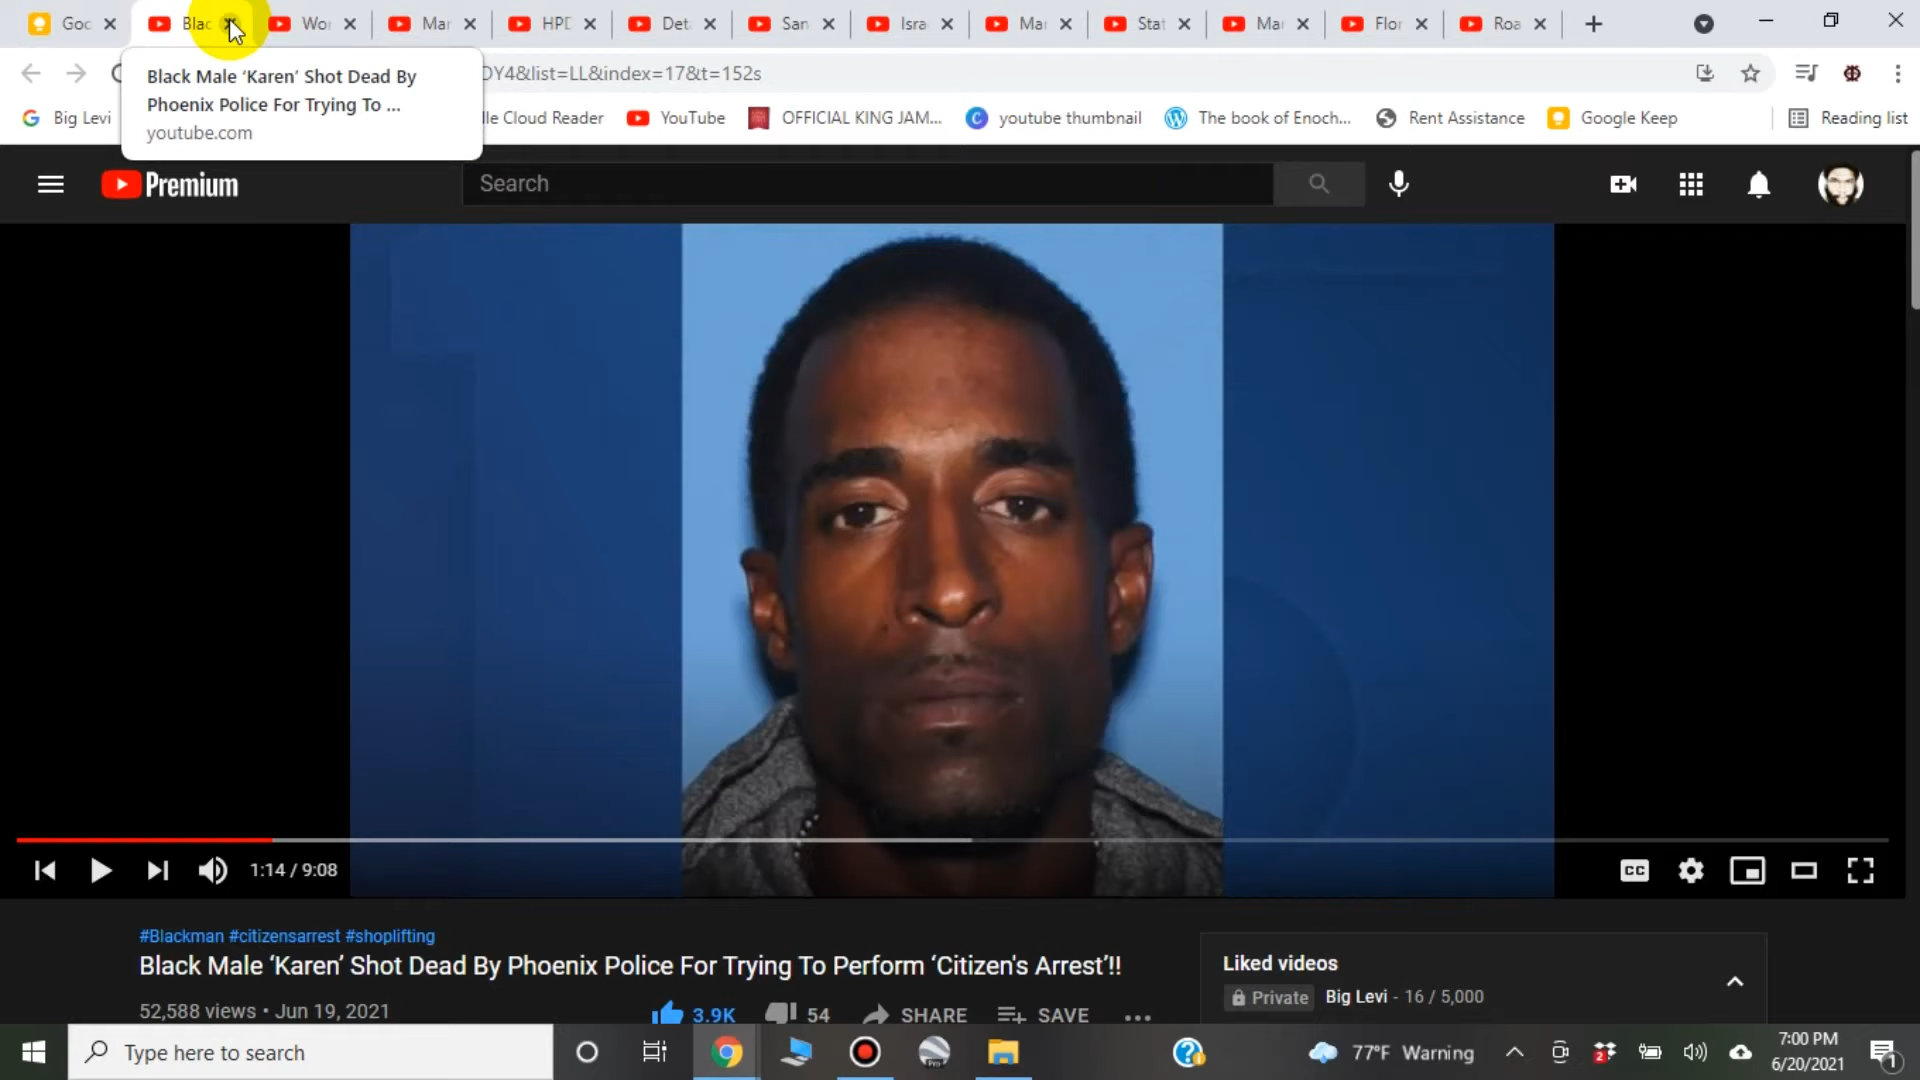 Goc
Blac
Wor
Mar
HPD
Det
San
Isra
Mar
Stat
Mar
Flor
Roa
Black Male ‘Karen’ Shot Dead By
Phoenix Police For Trying To ...
youtube.com
DY4&list=LL&index=17&t=152s
Big Levi
lle Cloud Reader
YouTube
OFFICIAL KING JAM...
youtube thumbnail
The book of Enoch...
Rent Assistance
Google Keep
Reading list
Premium
Search
1:14 / 9:08
CC
#Blackman #citizensarrest #shoplifting
Black Male ‘Karen’ Shot Dead By Phoenix Police For Trying To Perform ‘Citizen's Arrest’!!
52,588 views • Jun 19, 2021
3.9K
54
SHARE
SAVE
Liked videos
Private
Big Levi - 16 / 5,000
Type here to search
77°F Warning
7:00 PM
6/20/2021